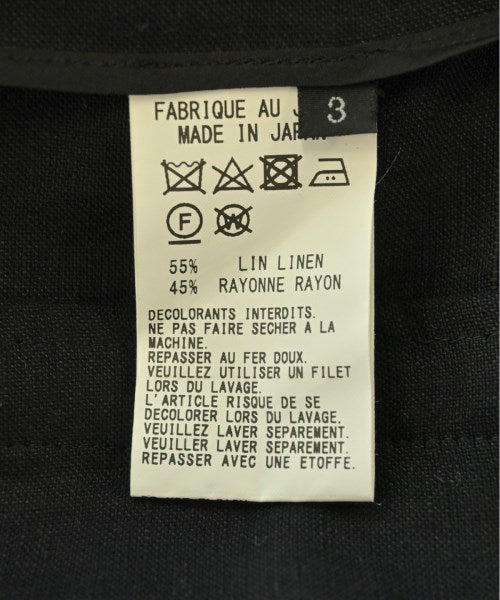 FABRIQUE AU J
3
MADE IN JAPAN
F
W
55% LIN LINEN
45% RAYONNE RAYON
DECOLORANTS INTERDITS.
NE PAS FAIRE SECHER A LA
MACHINE.
REPASSER AU FER DOUX.
VEUILLEZ UTILISER UN FILET
LORS DU LAVAGE.
L'ARTICLE RISQUE DE SE
DECOLORER LORS DU LAVAGE.
VEUILLEZ LAVER SEPAREMENT.
VEUILLER LAVER SEPAREMENT.
REPASSER AVEC UNE ETOFFE.